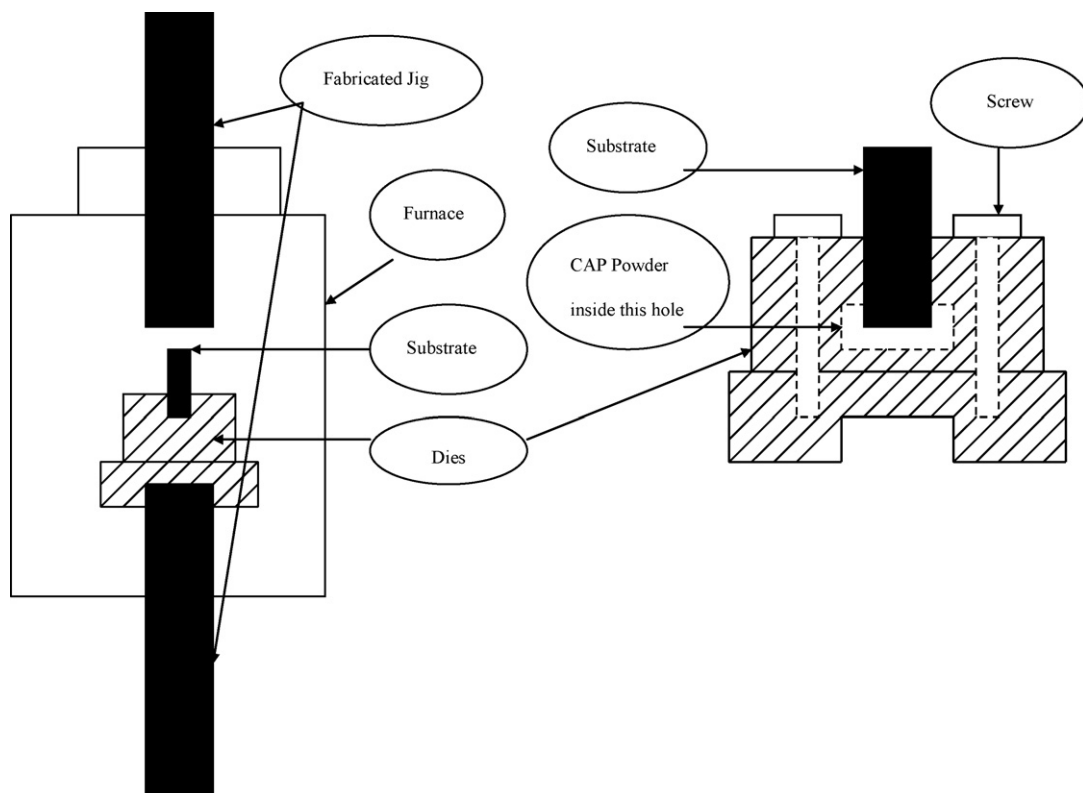 Fabricated Jig
Furnace
Substrate
Dies
Substrate
CAP Powder
inside this hole
Screw